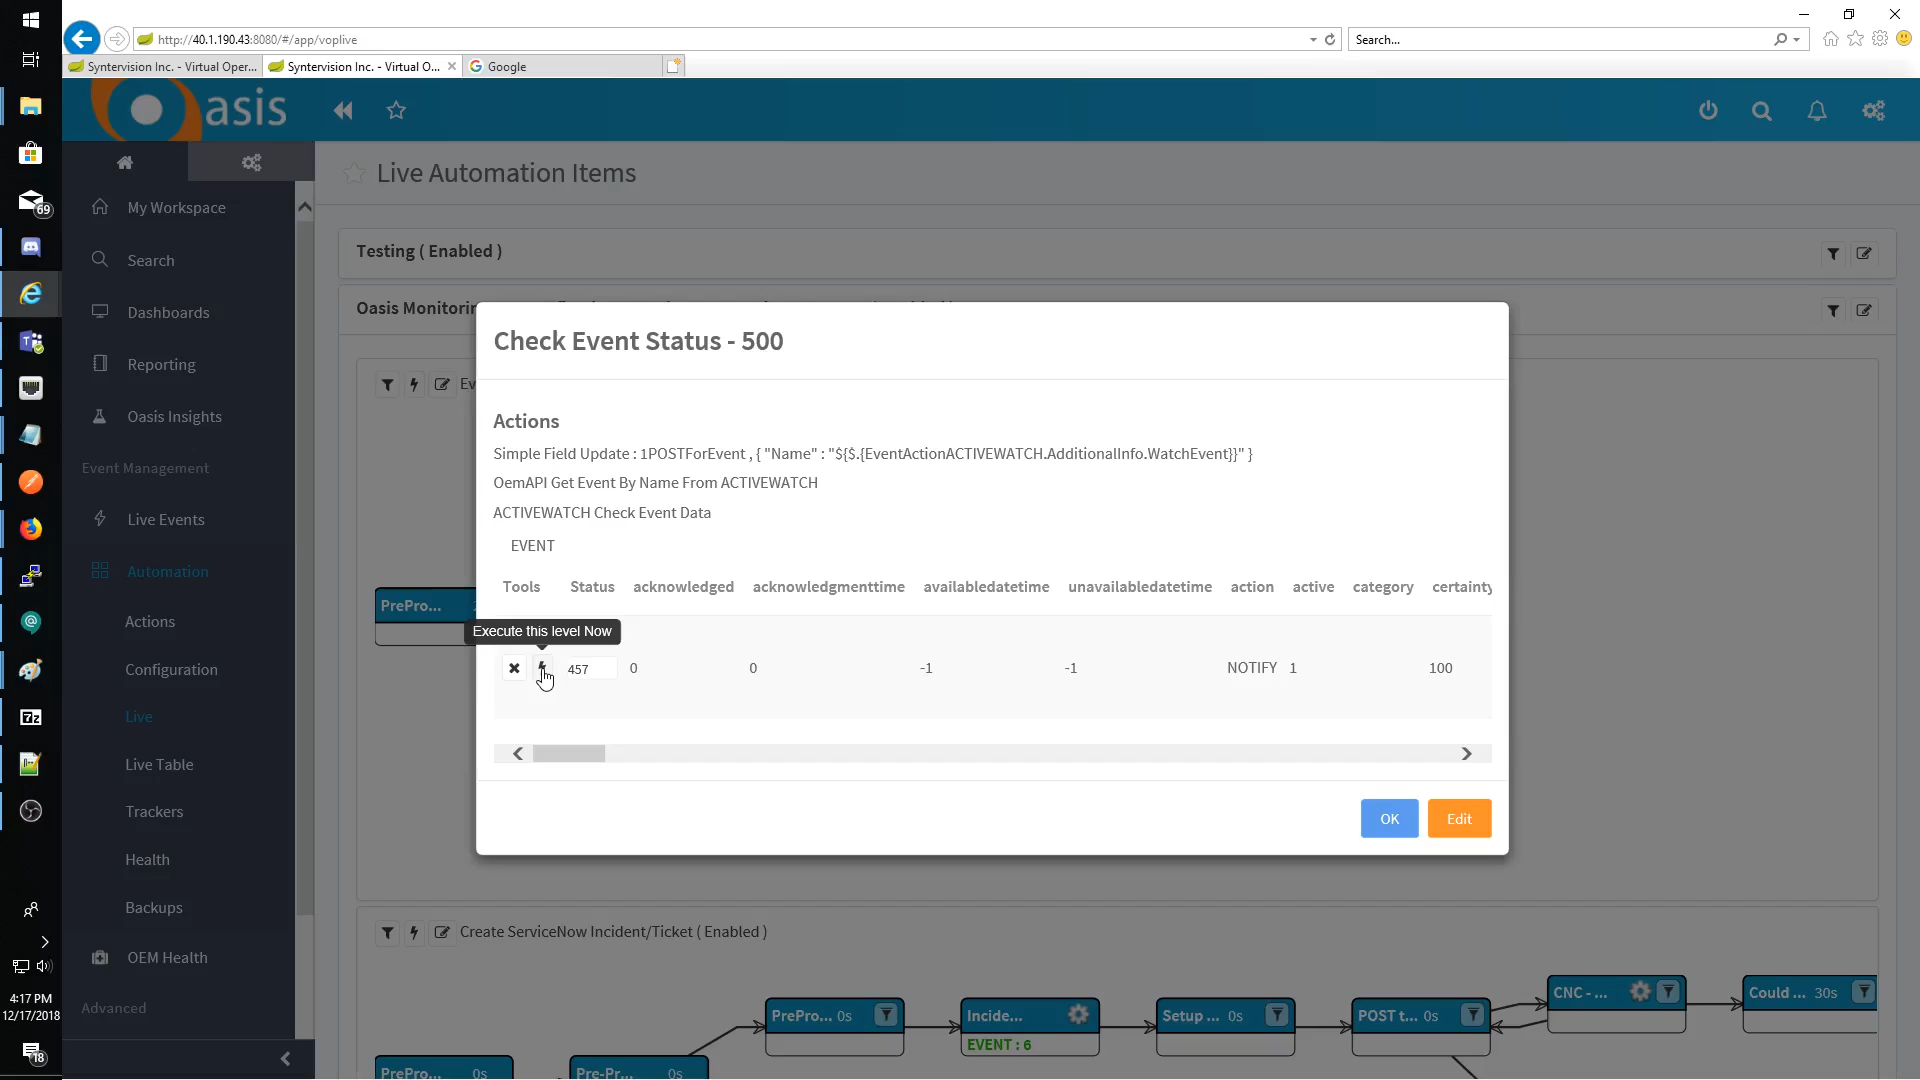 http://40.1.190.43:8080/#/app/voplive
Search...
Syntervision Inc. - Virtual Oper...
Syntervision Inc. - Virtual O...
Google
Oasis
Live Automation Items
My Workspace
Search
Dashboards
Reporting
Oasis Insights
Event Management
Live Events
Automation
Actions
Configuration
Live
Live Table
Trackers
Health
Backups
OEM Health
Advanced
69
4:17 PM
12/17/2018
18
Testing ( Enabled )
Oasis Monitorin
Ev
PrePro...
Check Event Status - 500
Actions
Simple Field Update : 1POSTForEvent , { "Name" : "${$.{EventActionACTIVEWATCH.AdditionalInfo.WatchEvent}}" }
OemAPI Get Event By Name From ACTIVEWATCH
ACTIVEWATCH Check Event Data
EVENT
Tools Status acknowledged acknowledgmenttime availabledatetime unavailabledatetime action active category certainty
Execute this level Now
457 0 0 -1 -1 NOTIFY 1 100
OK Edit
Create ServiceNow Incident/Ticket ( Enabled )
CNC - ... Could ... 30s
PrePro... 0s Incide... Setup ... 0s POST t... 0s
EVENT : 6
PrePro... 0s Pre-Pr... 0s